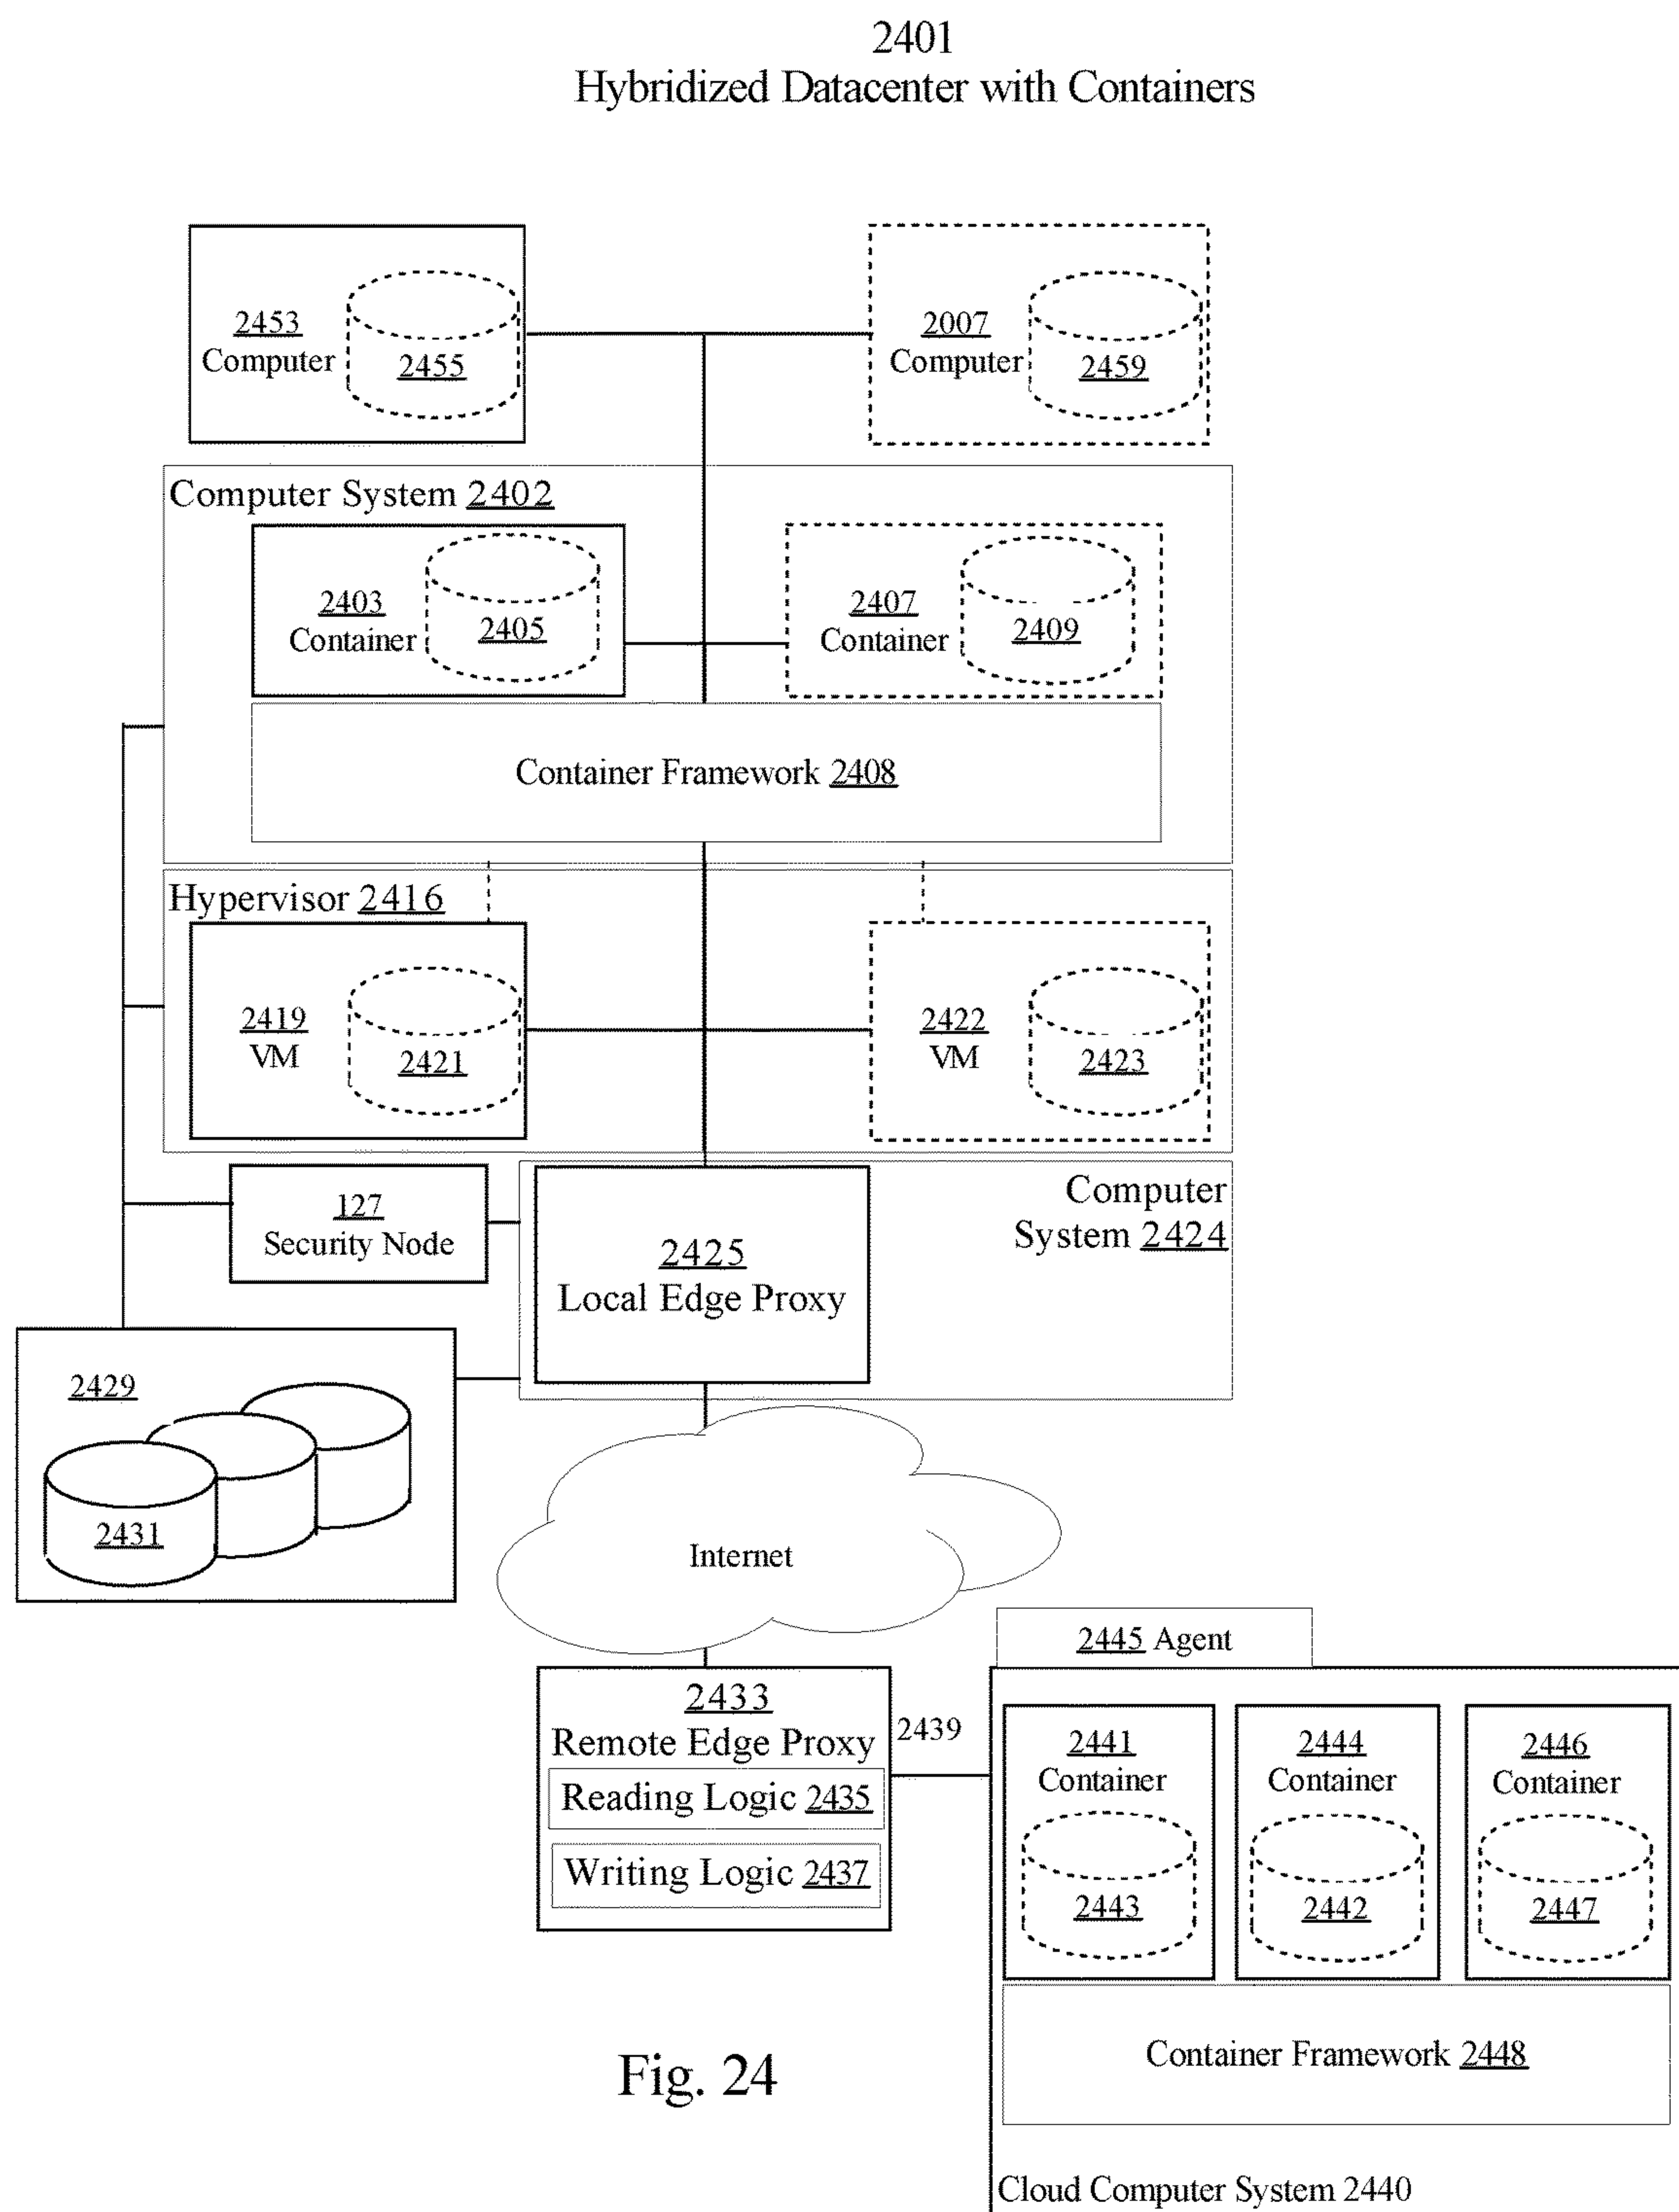 2401
Hybridized Datacenter with Containers
2453
Computer
2455
2007
Computer
2459
Computer System 2402
2403
Container
2405
2407
Container
2409
Container Framework 2408
Hypervisor 2416
2419
VM
2421
2422
VM
2423
127
Security Node
2425
Local Edge Proxy
Computer
System 2424
2429
2431
Internet
2433
Remote Edge Proxy
Reading Logic 2435
Writing Logic 2437
2439
2445 Agent
2441
Container
2443
2444
Container
2442
2446
Container
2447
Container Framework 2448
Cloud Computer System 2440
Fig. 24